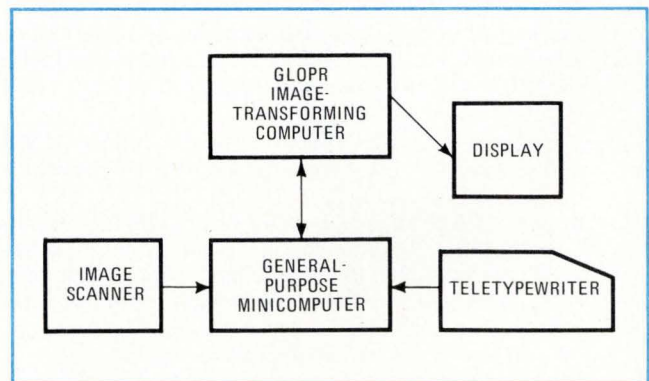 GLOPR
IMAGE-
TRANSFORMING
COMPUTER
DISPLAY
IMAGE
SCANNER
GENERAL-
PURPOSE
MINICOMPUTER
TELETYPEWRITER